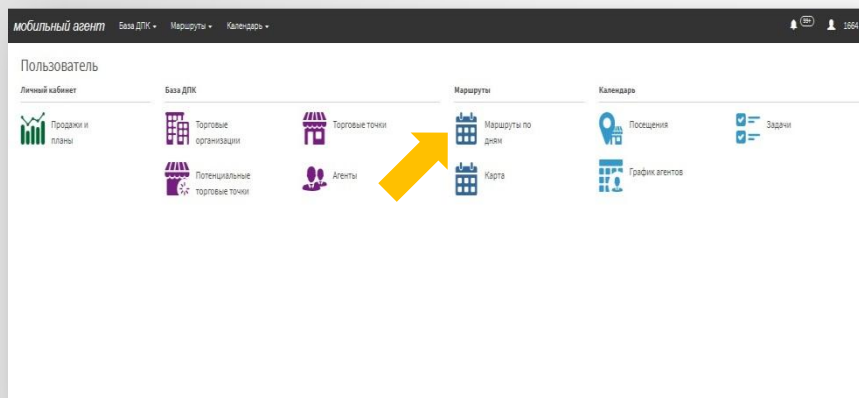 мобильный агент База ДПК Маршруты Календарь 99+ 1664
Пользователь
Личный кабинет База ДПК Маршруты Календарь
Продажи и
планы
Торговые
организации
Торговые точки
Маршруты по
дням
Посещения
Задачи
Потенциальные
торговые точки
Агенты
Карта
График агентов